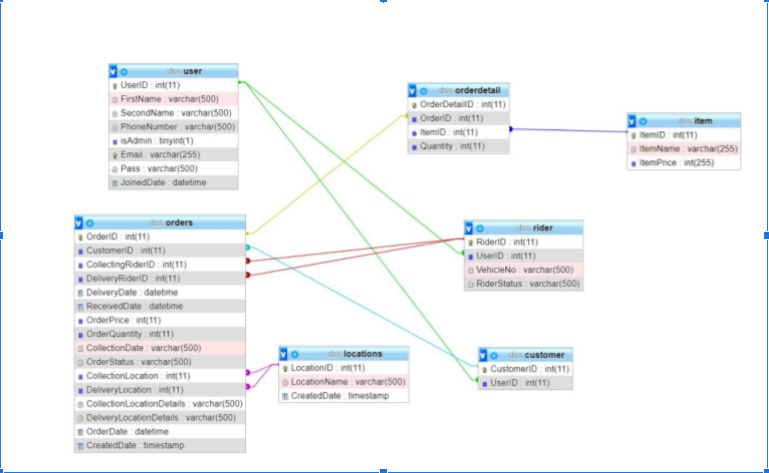 dss user
UserID : int(11)
FirstName : varchar(500)
SecondName : varchar(500)
PhoneNumber : varchar(500)
isAdmin : tinyint(1)
Email : varchar(255)
Pass : varchar(500)
JoinedDate : datetime
dss orderdetail
OrderDetailID : int(11)
OrderID : int(11)
ItemID : int(11)
Quantity : int(11)
dss item
ItemID : int(11)
ItemName : varchar(255)
ItemPrice : int(255)
dss orders
OrderID : int(11)
CustomerID : int(11)
CollectingRiderID : int(11)
DeliveryRiderID : int(11)
DeliveryDate : datetime
ReceivedDate : datetime
OrderPrice : int(11)
OrderQuantity : int(11)
CollectionDate : varchar(500)
OrderStatus : varchar(500)
CollectionLocation : int(11)
DeliveryLocation : int(11)
CollectionLocationDetails : varchar(500)
DeliveryLocationDetails : varchar(500)
OrderDate : datetime
CreatedDate : timestamp
dss rider
RiderID : int(11)
UserID : int(11)
VehicleNo : varchar(500)
RiderStatus : varchar(500)
dss locations
LocationID : int(11)
LocationName : varchar(500)
CreatedDate : timestamp
dss customer
CustomerID : int(11)
UserID : int(11)